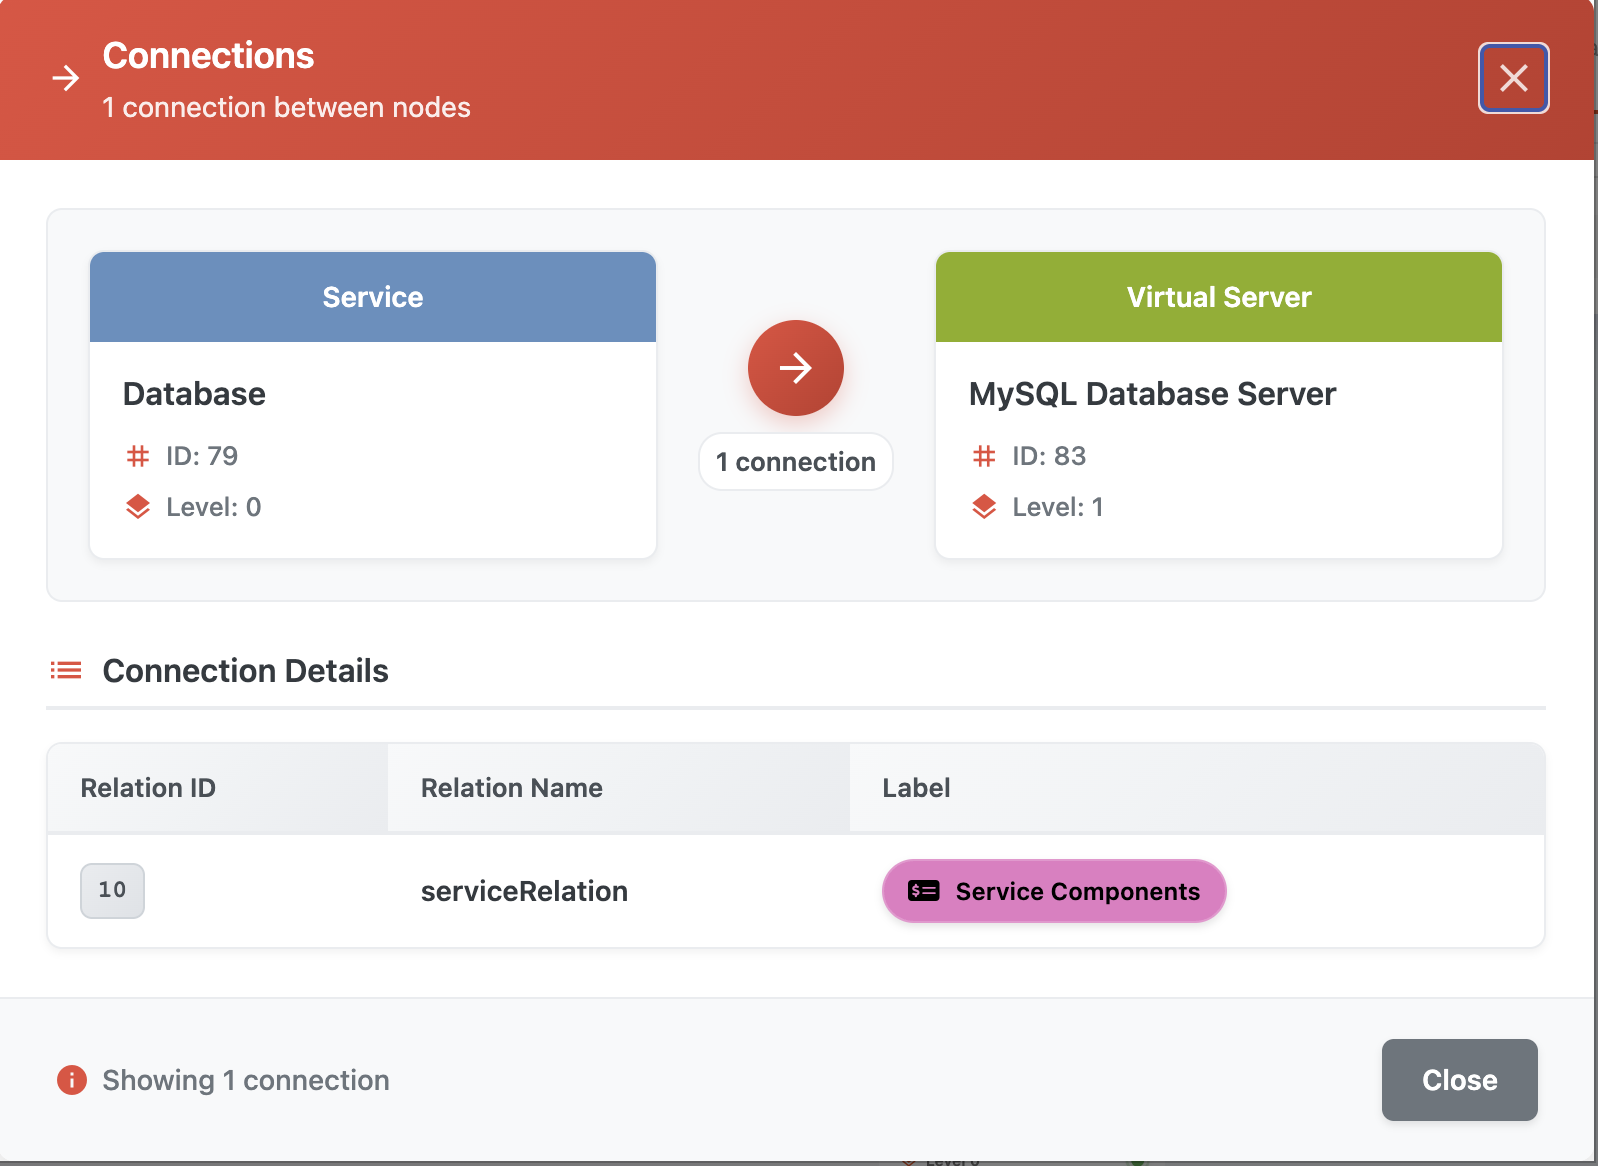 Connections
1 connection between nodes
Service
Database
ID: 79
Level: 0
1 connection
Virtual Server
MySQL Database Server
ID: 83
Level: 1
Connection Details
Relation ID Relation Name Label
10 serviceRelation Service Components
Showing 1 connection
Close